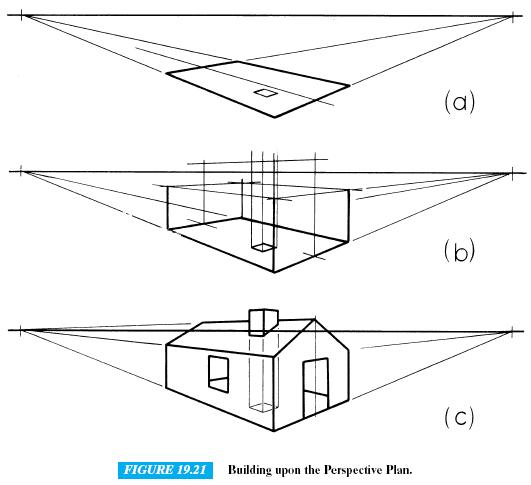 (a)
(b)
(c)
FIGURE 19.21 Building upon the Perspective Plan.